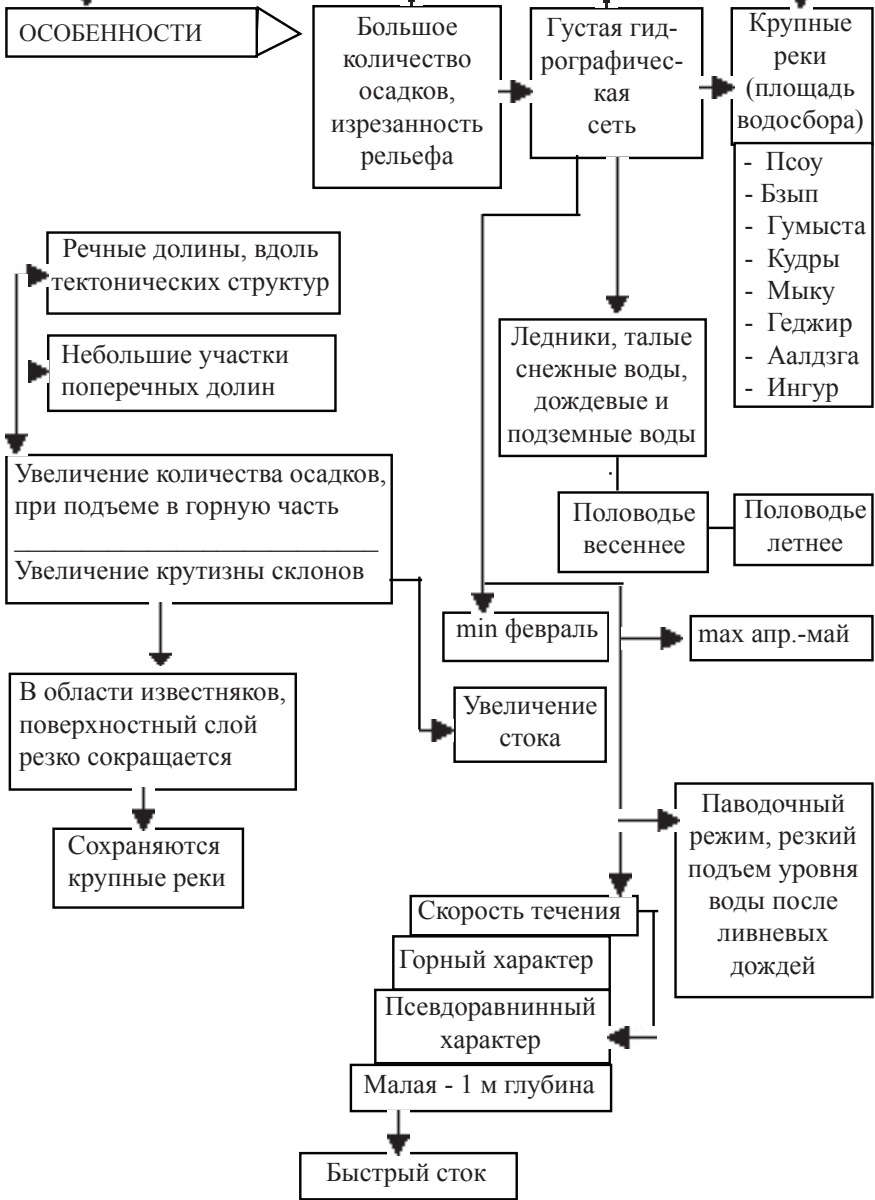 ОСОБЕННОСТИ
Большое
количество
осадков,
изрезанность
рельефа
Густая гид-
рографичес-
кая
сеть
Крупные
реки
(площадь
водосбора)
- Псоу
- Бзып
- Гумыста
- Кудры
- Мыку
- Геджир
- Аалдзга
- Ингур
Речные долины, вдоль
тектонических структур
Небольшие участки
поперечных долин
Ледники, талые
снежные воды,
дождевые и
подземные воды
Увеличение количества осадков,
при подъеме в горную часть
Увеличение крутизны склонов
Половодье
весеннее
Половодье
летнее
min февраль
max апр.-май
В области известняков,
поверхностный слой
резко сокращается
Увеличение
стока
Сохраняются
крупные реки
Паводочный
режим, резкий
подъем уровня
воды после
ливневых
дождей
Скорость течения
Горный характер
Псевдоравнинный
характер
Малая - 1 м глубина
Быстрый сток